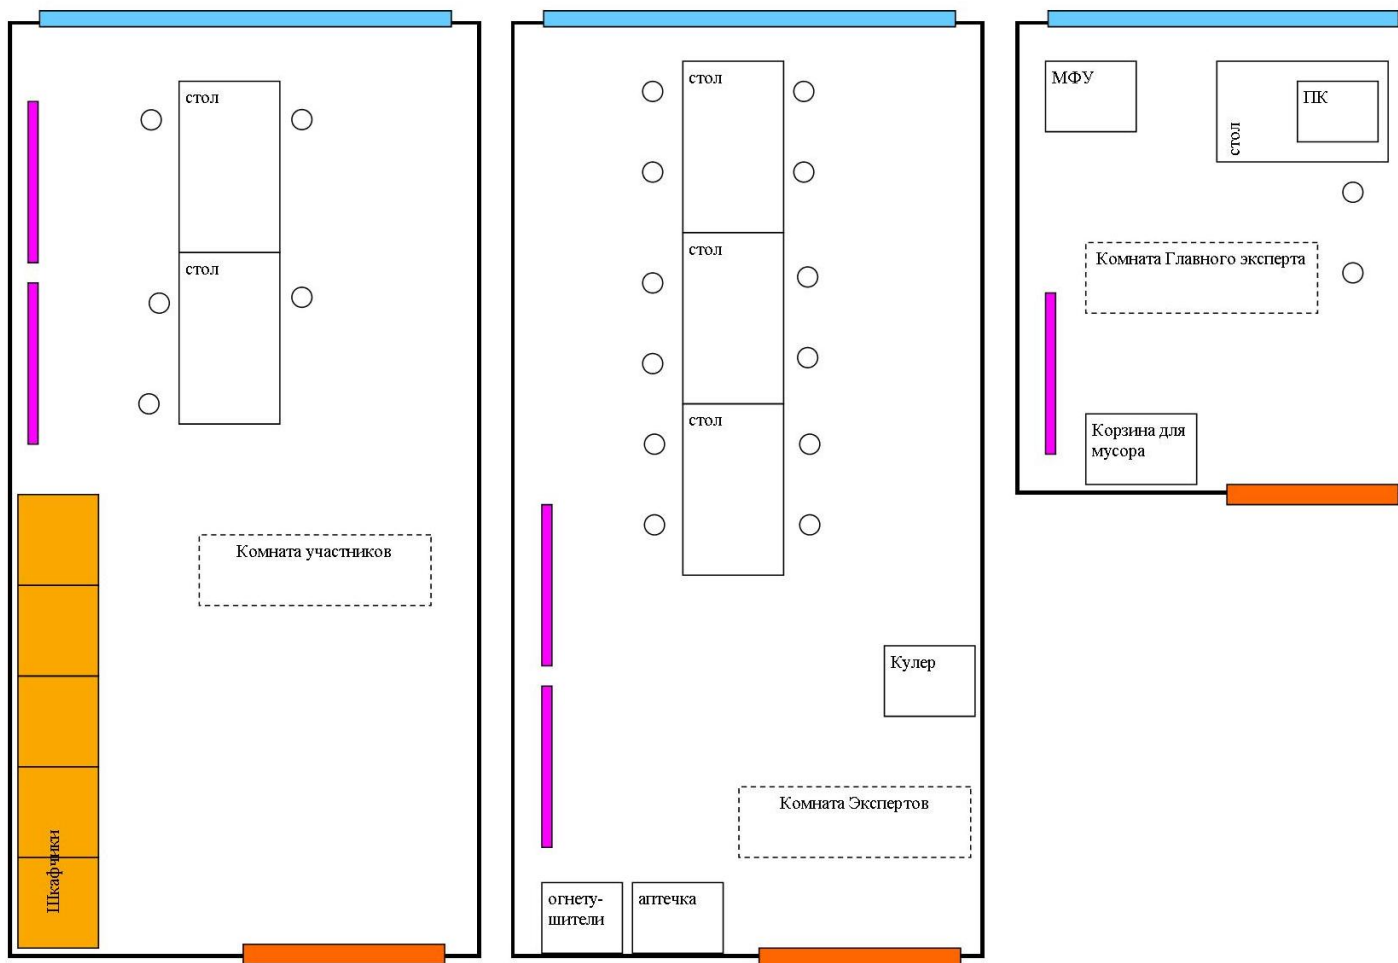 стол
стол
Комната участников
Шкафчики
стол
стол
стол
Кулер
Комната Экспертов
огнету-
шители
аптечка
МФУ
ПК
стол
Комната Главного эксперта
Корзина для
мусора